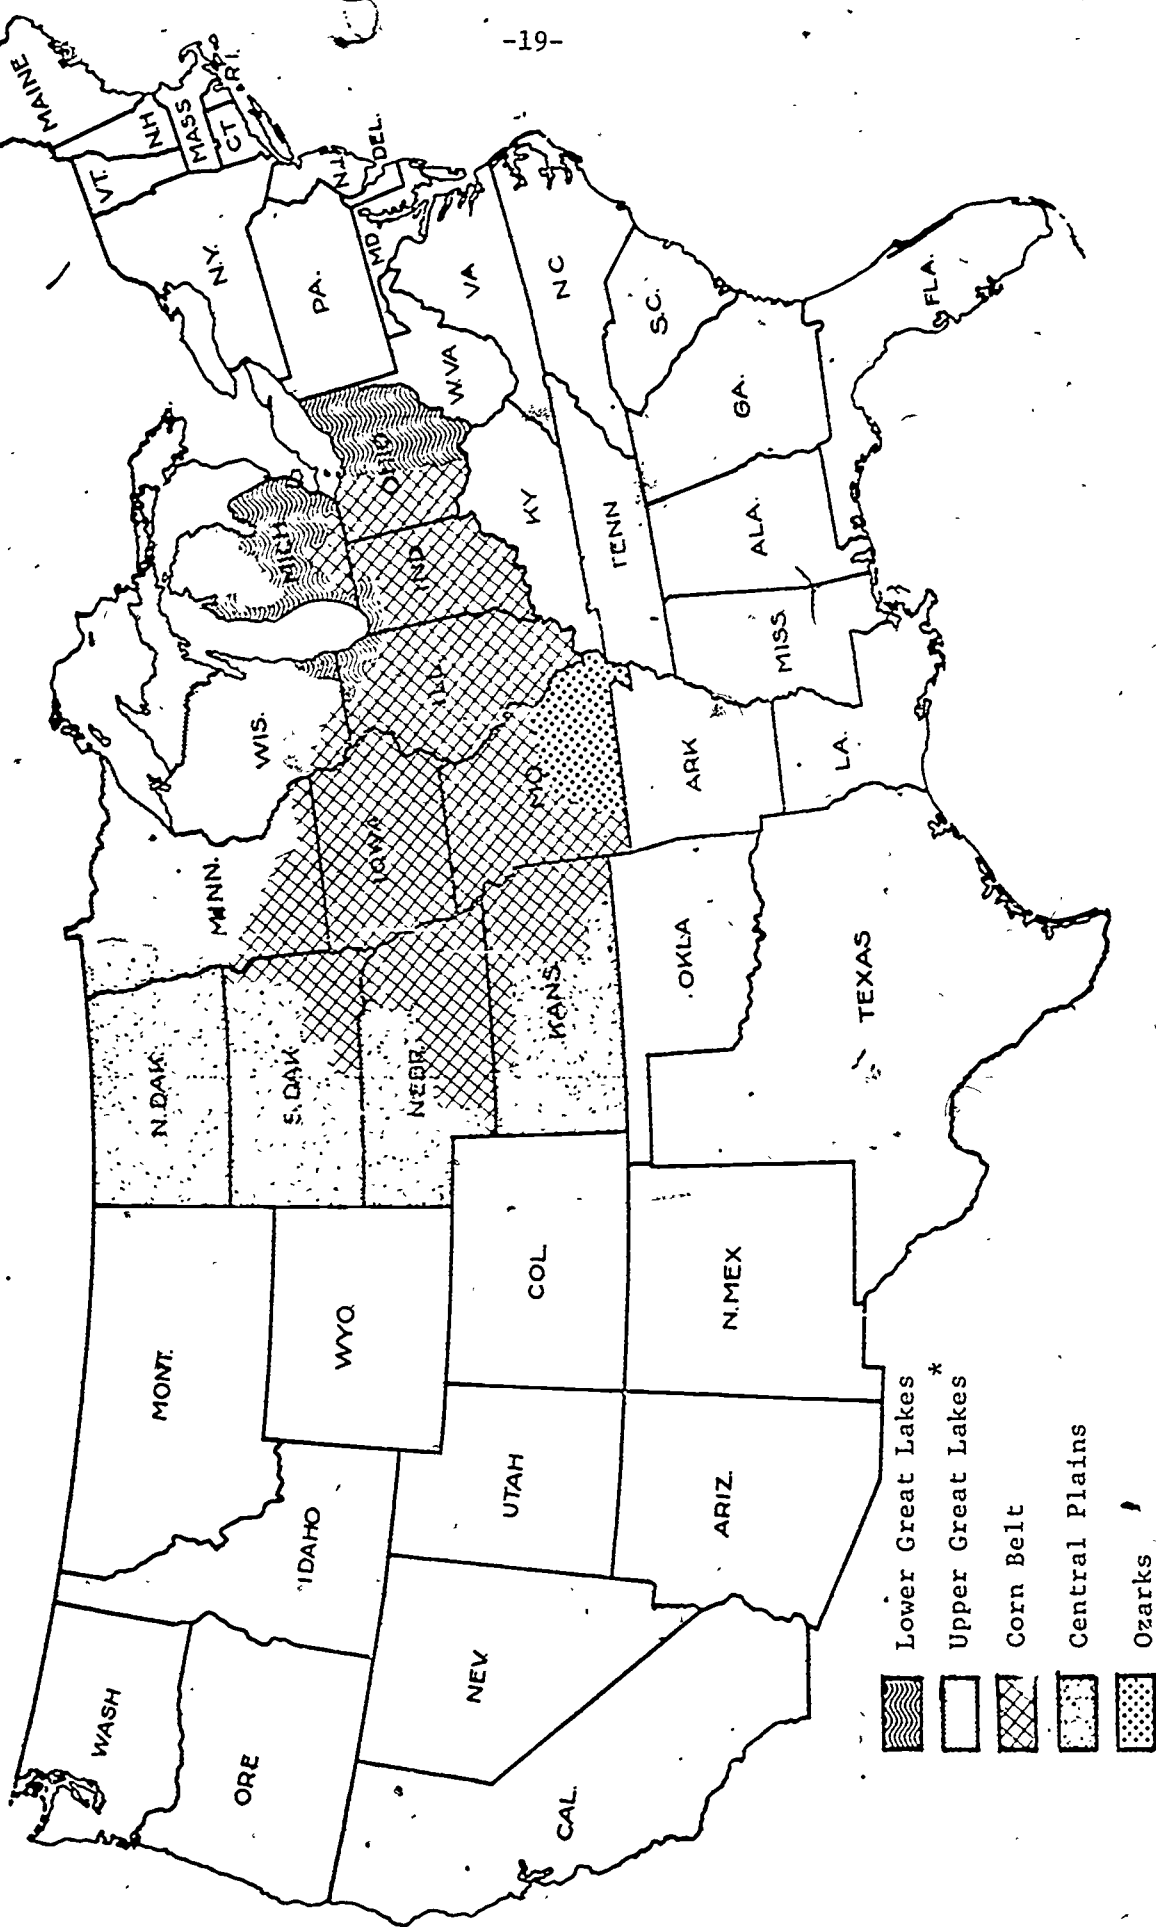 -19-
WASH
ORE
CAL.
NEV.
IDAHO
MONT.
WYO.
UTAH
COL.
ARIZ.
N.MEX
N.DAK.
S.DAK.
NEBR.
KANS.
OKLA
TEXAS
MINN.
IOWA
MO.
ARK
LA.
WIS.
ILL.
MICH
IND
OHIO
KY
TENN
MISS.
ALA.
GA.
FLA.
S.C.
N C
VA
W.VA
PA.
MD
DEL.
N.J.
N.Y.
VT.
NH
MAINE
MASS
CT
R I.
Lower Great Lakes
Upper Great Lakes *
Corn Belt
Central Plains
Ozarks